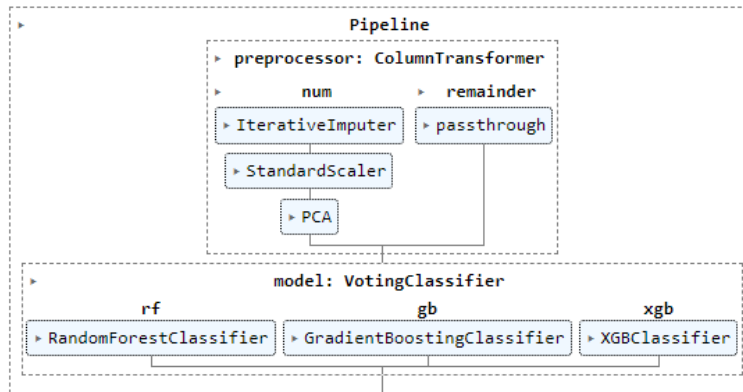 Pipeline
preprocessor: ColumnTransformer
num remainder
IterativeImputer passthrough
StandardScaler
PCA
model: VotingClassifier
rf gb xgb
RandomForestClassifier GradientBoostingClassifier XGBClassifier